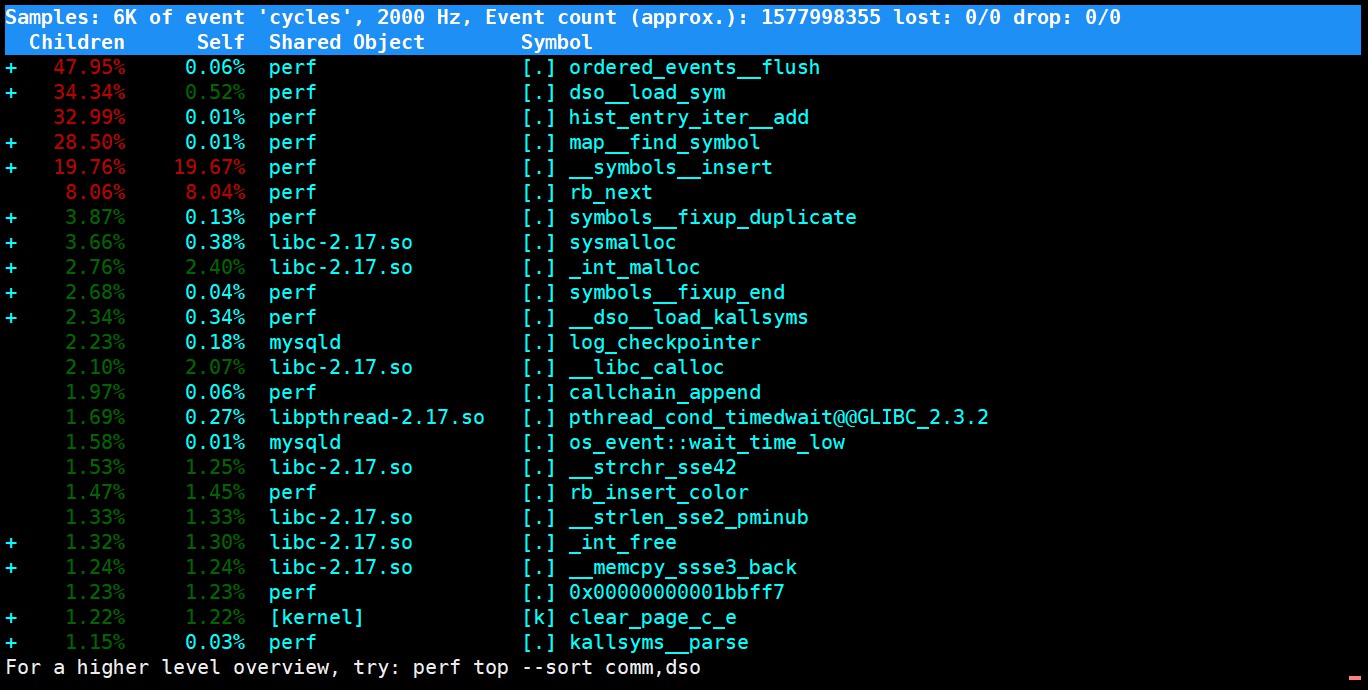 Samples: 6K of event 'cycles', 2000 Hz, Event count (approx.): 1577998355 lost: 0/0 drop: 0/0
  Children      Self  Shared Object        Symbol
+   47.95%     0.06%  perf                 [.] ordered_events__flush
+   34.34%     0.52%  perf                 [.] dso__load_sym
    32.99%     0.01%  perf                 [.] hist_entry_iter__add
+   28.50%     0.01%  perf                 [.] map__find_symbol
+   19.76%    19.67%  perf                 [.] __symbols__insert
     8.06%     8.04%  perf                 [.] rb_next
+    3.87%     0.13%  perf                 [.] symbols__fixup_duplicate
+    3.66%     0.38%  libc-2.17.so         [.] sysmalloc
+    2.76%     2.40%  libc-2.17.so         [.] _int_malloc
+    2.68%     0.04%  perf                 [.] symbols__fixup_end
+    2.34%     0.34%  perf                 [.] __dso__load_kallsyms
     2.23%     0.18%  mysqld               [.] log_checkpointer
     2.10%     2.07%  libc-2.17.so         [.] __libc_calloc
     1.97%     0.06%  perf                 [.] callchain_append
     1.69%     0.27%  libpthread-2.17.so   [.] pthread_cond_timedwait@@GLIBC_2.3.2
     1.58%     0.01%  mysqld               [.] os_event::wait_time_low
     1.53%     1.25%  libc-2.17.so         [.] __strchr_sse42
     1.47%     1.45%  perf                 [.] rb_insert_color
     1.33%     1.33%  libc-2.17.so         [.] __strlen_sse2_pminub
+    1.32%     1.30%  libc-2.17.so         [.] _int_free
+    1.24%     1.24%  libc-2.17.so         [.] __memcpy_ssse3_back
     1.23%     1.23%  perf                 [.] 0x00000000001bbff7
+    1.22%     1.22%  [kernel]             [k] clear_page_c_e
+    1.15%     0.03%  perf                 [.] kallsyms__parse
For a higher level overview, try: perf top --sort comm,dso